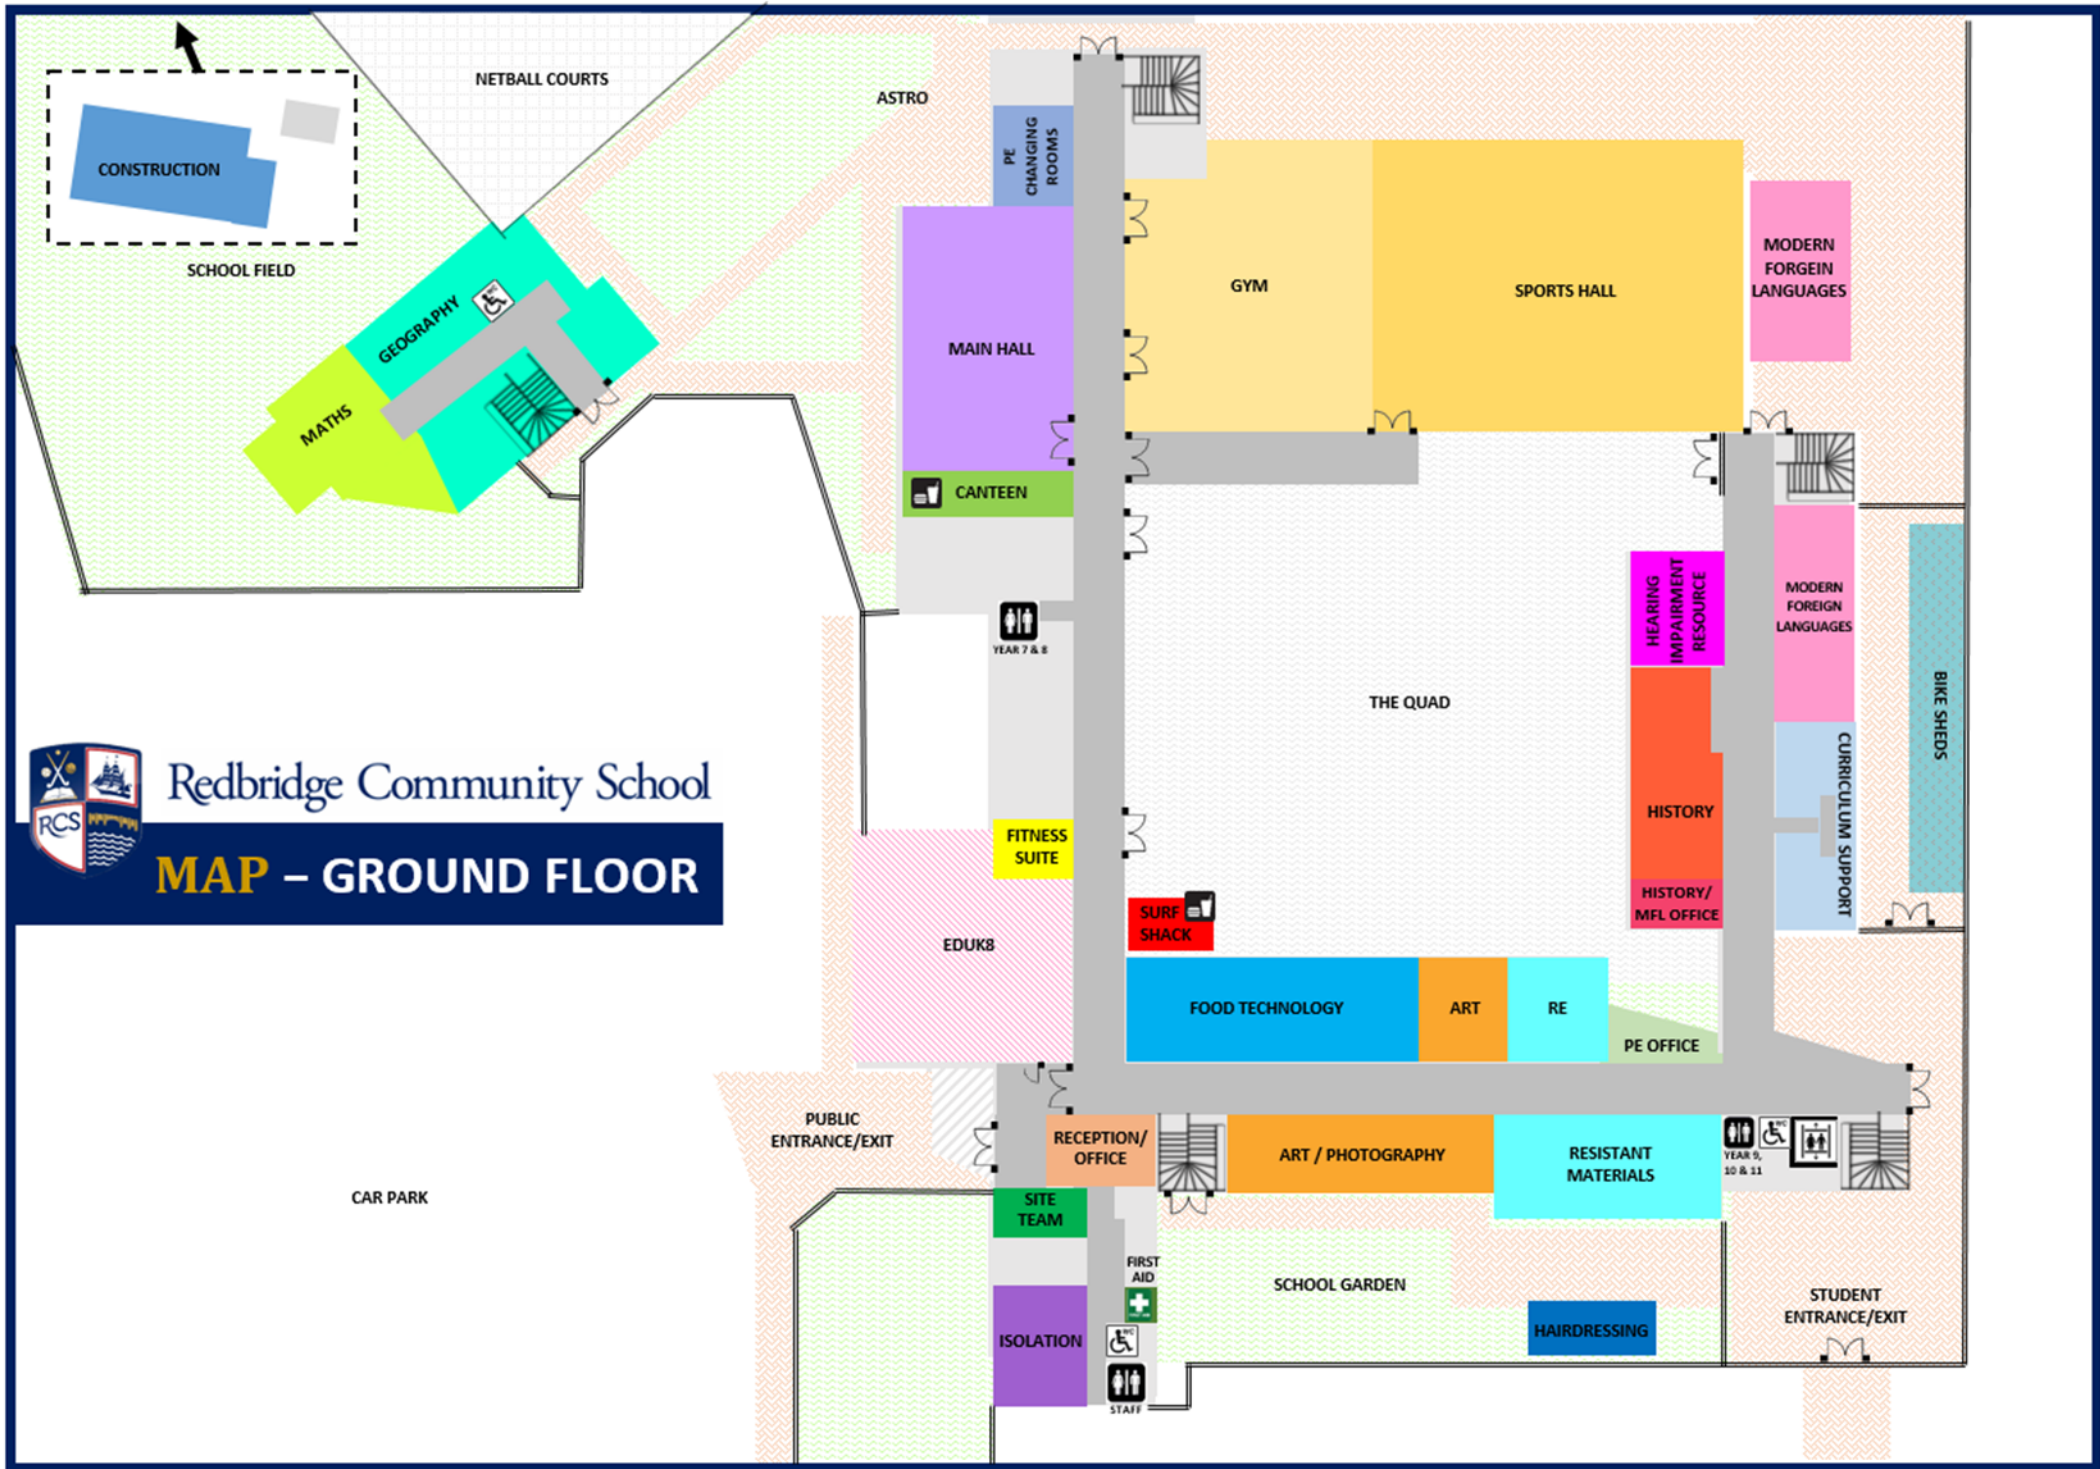 NETBALL COURTS
ASTRO
CONSTRUCTION
SCHOOL FIELD
GEOGRAPHY
MATHS
PE
CHANGING
ROOMS
MAIN HALL
CANTEEN
GYM
SPORTS HALL
MODERN
FORGEIN
LANGUAGES
YEAR 7 & 8
HEARING
IMPAIRMENT
RESOURCE
MODERN
FOREIGN
LANGUAGES
BIKE SHEDS
THE QUAD
HISTORY
CURRICULUM SUPPORT
HISTORY/
MFL OFFICE
RCS
Redbridge Community School
MAP – GROUND FLOOR
FITNESS
SUITE
EDUK8
SURF
SHACK
FOOD TECHNOLOGY
ART
RE
PE OFFICE
PUBLIC
ENTRANCE/EXIT
CAR PARK
RECEPTION/
OFFICE
ART / PHOTOGRAPHY
RESISTANT
MATERIALS
WC
YEAR 9,
10 & 11
SITE
TEAM
FIRST
AID
ISOLATION
WC
STAFF
SCHOOL GARDEN
HAIRDRESSING
STUDENT
ENTRANCE/EXIT
WC